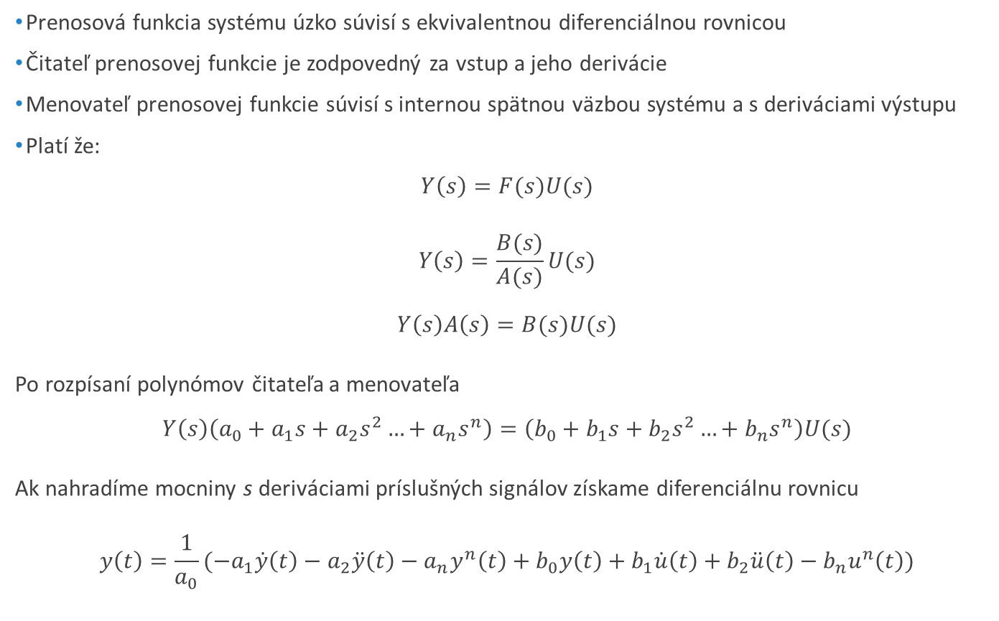 •Prenosová funkcia systému úzko súvisí s ekvivalentnou diferenciálnou rovnicou
•Čitateľ prenosovej funkcie je zodpovedný za vstup a jeho derivácie
•Menovateľ prenosovej funkcie súvisí s internou spätnou väzbou systému a s deriváciami výstupu
•Platí že:
$Y(s) = F(s)U(s)$
$Y(s) = \frac{B(s)}{A(s)} U(s)$
$Y(s)A(s) = B(s)U(s)$
Po rozpísaní polynómov čitateľa a menovateľa
$Y(s)(a_0 + a_1 s + a_2 s^2 \ldots + a_n s^n) = (b_0 + b_1 s + b_2 s^2 \ldots + b_n s^n)U(s)$
Ak nahradíme mocniny s deriváciami príslušných signálov získame diferenciálnu rovnicu
$y(t) = \frac{1}{a_0}(-a_1 \dot{y}(t) - a_2 \ddot{y}(t) - a_n y^n(t) + b_0 y(t) + b_1 \dot{u}(t) + b_2 \ddot{u}(t) - b_n u^n(t))$